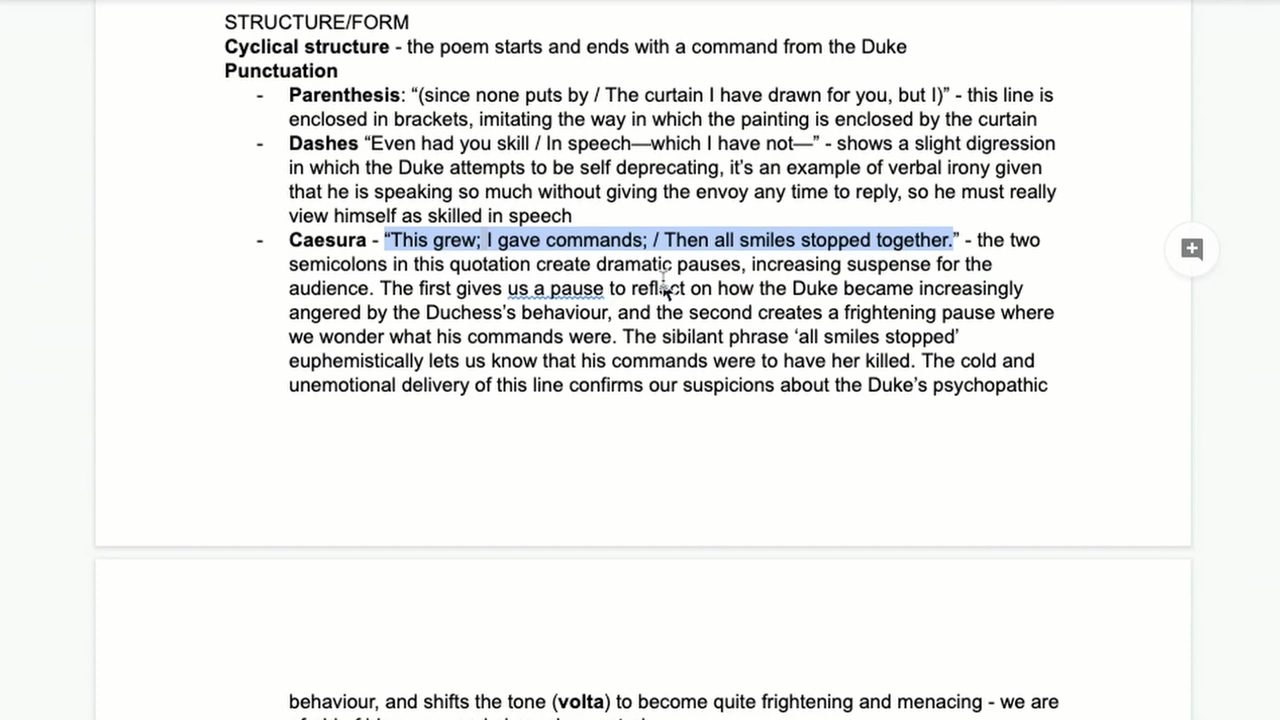 STRUCTURE/FORM
Cyclical structure - the poem starts and ends with a command from the Duke
Punctuation
- Parenthesis: “(since none puts by / The curtain I have drawn for you, but I)” - this line is
enclosed in brackets, imitating the way in which the painting is enclosed by the curtain
- Dashes “Even had you skill / In speech—which I have not—” - shows a slight digression
in which the Duke attempts to be self deprecating, it’s an example of verbal irony given
that he is speaking so much without giving the envoy any time to reply, so he must really
view himself as skilled in speech
- Caesura - “This grew; I gave commands; / Then all smiles stopped together.” - the two
semicolons in this quotation create dramatic pauses, increasing suspense for the
audience. The first gives us a pause to reflect on how the Duke became increasingly
angered by the Duchess’s behaviour, and the second creates a frightening pause where
we wonder what his commands were. The sibilant phrase ‘all smiles stopped’
euphemistically lets us know that his commands were to have her killed. The cold and
unemotional delivery of this line confirms our suspicions about the Duke’s psychopathic
behaviour, and shifts the tone (volta) to become quite frightening and menacing - we are